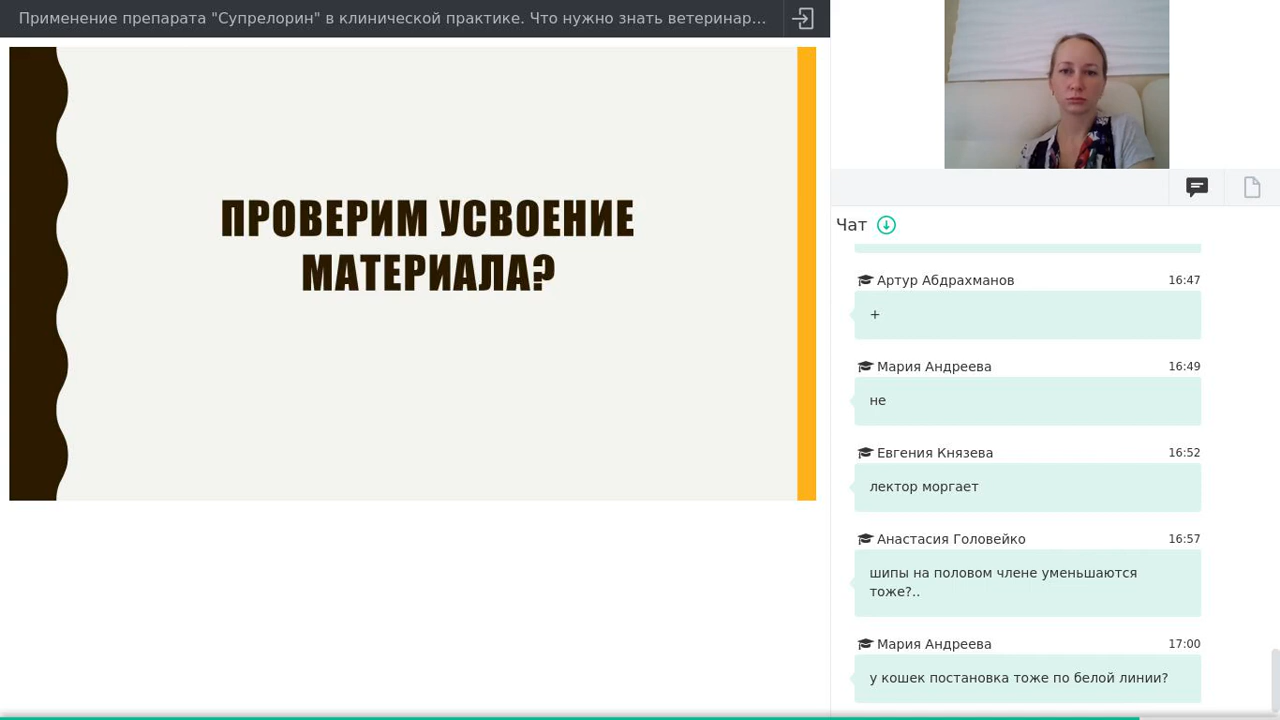 Применение препарата "Супрелорин" в клинической практике. Что нужно знать ветеринар...
ПРОВЕРИМ УСВОЕНИЕ
МАТЕРИАЛА?
Чат
Артур Абдрахманов 16:47
+
Мария Андреева 16:49
не
Евгения Князева 16:52
лектор моргает
Анастасия Головейко 16:57
шипы на половом члене уменьшаются
тоже?..
Мария Андреева 17:00
у кошек постановка тоже по белой линии?